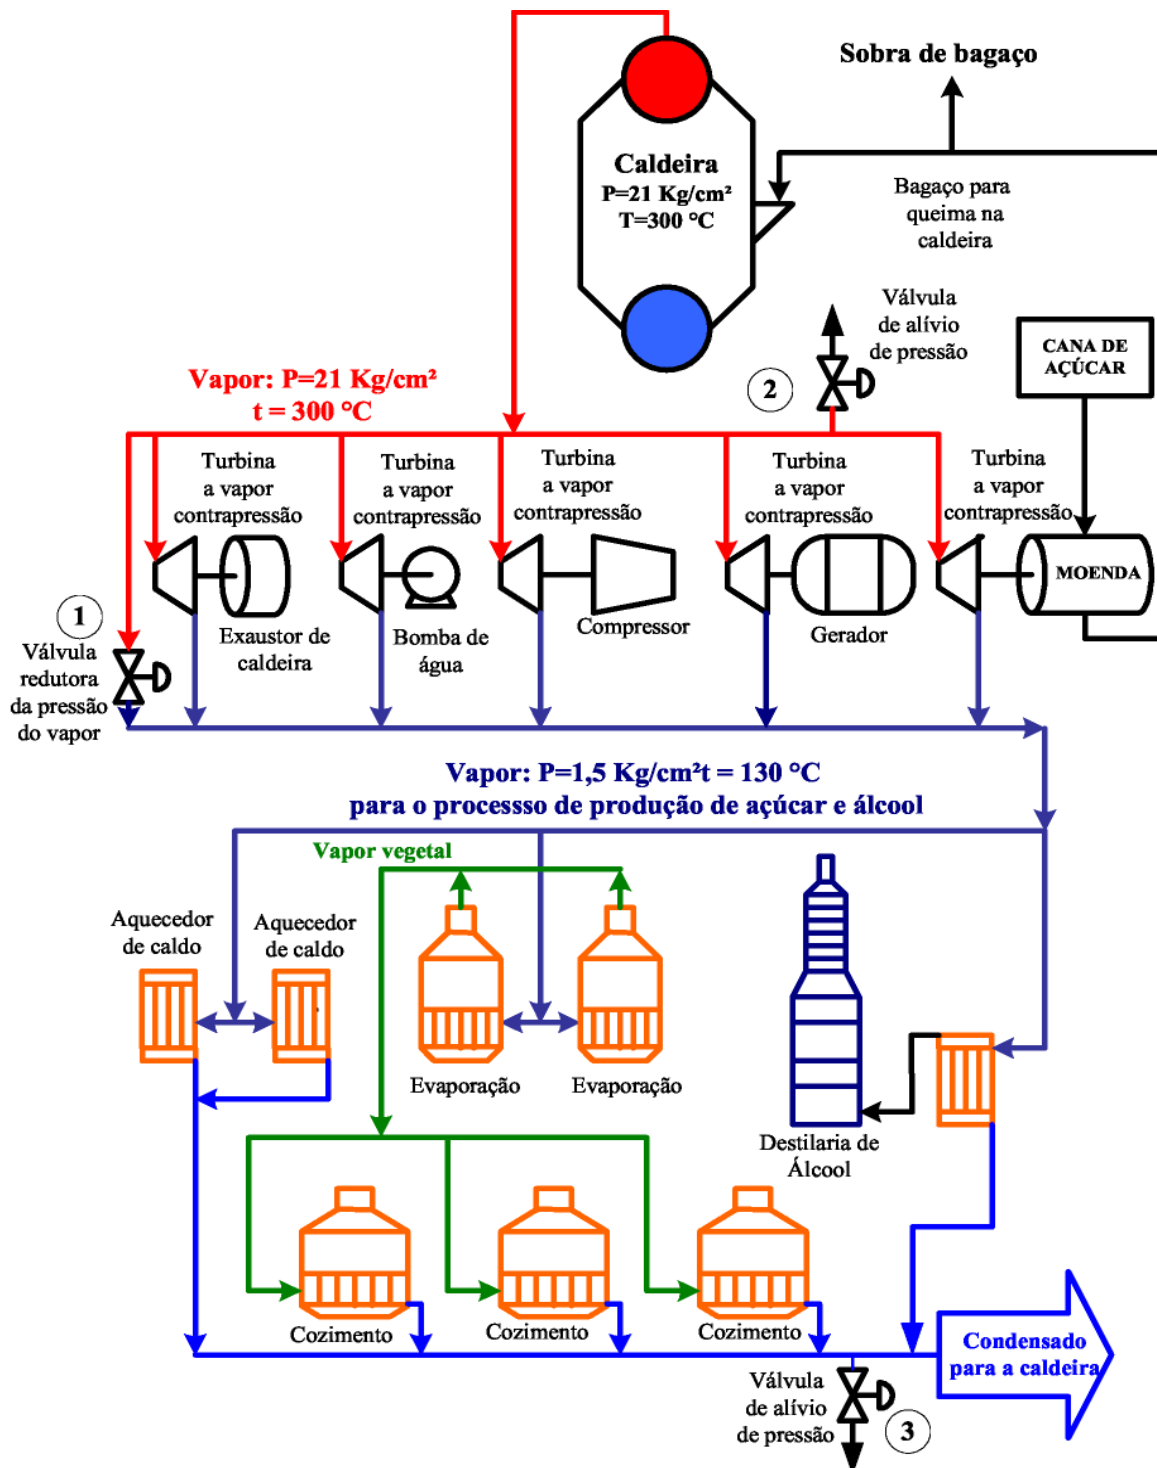 Sobra de bagaço
Caldeira
P=21 Kg/cm²
T=300 °C
Bagaço para
queima na
caldeira
Válvula
de alívio
de pressão
2
CANA DE
AÇÚCAR
Vapor: P=21 Kg/cm²
t = 300 °C
Turbina
a vapor
contrapressão
Turbina
a vapor
contrapressão
Turbina
a vapor
contrapressão
Turbina
a vapor
contrapressão
Turbina
a vapor
contrapressão
MOENDA
1
Válvula
redutora
da pressão
do vapor
Exaustor de
caldeira
Bomba de
água
Compressor
Gerador
Vapor: P=1,5 Kg/cm²t = 130 °C
para o processso de produção de açúcar e álcool
Vapor vegetal
Aquecedor
de caldo
Aquecedor
de caldo
Evaporação
Evaporação
Destilaria de
Álcool
Cozimento
Cozimento
Cozimento
Condensado
para a caldeira
Válvula
de alívio
de pressão
3